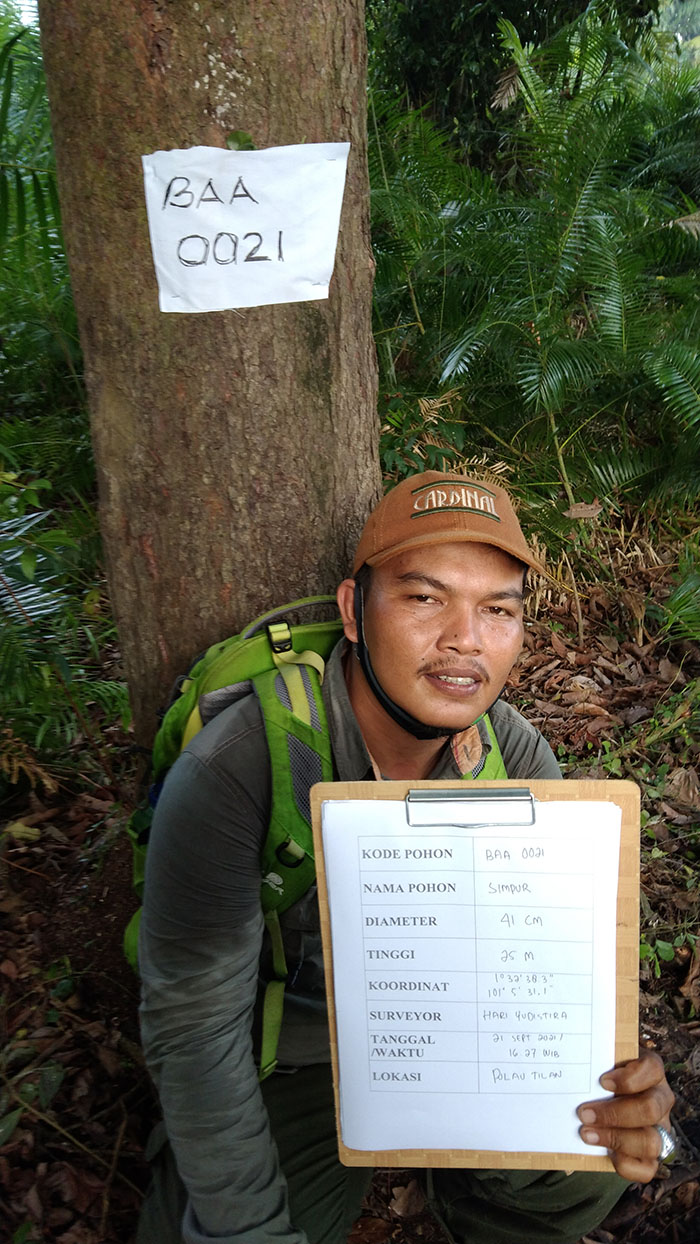 BAA
0021
CARDINAL
KODE POHON BAA 0021
NAMA POHON SIMPUR
DIAMETER 41 CM
TINGGI 25 M
KOORDINAT 1°32'38.3"
101° 5' 31.1"
SURVEYOR HARI YUDISTIRA
TANGGAL 21 SEPT 2021/
/WAKTU 16.27 WIB
LOKASI PULAU TILAN